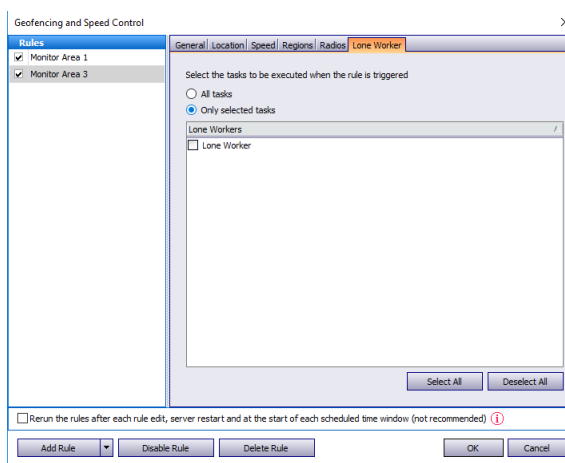 Geofencing and Speed Control
Rules
Monitor Area 1
Monitor Area 3
General Location Speed Regions Radios Lone Worker
Select the tasks to be executed when the rule is triggered
All tasks
Only selected tasks
Lone Workers
Lone Worker
Select All Deselect All
Rerun the rules after each rule edit, server restart and at the start of each scheduled time window (not recommended)
Add Rule Disable Rule Delete Rule OK Cancel